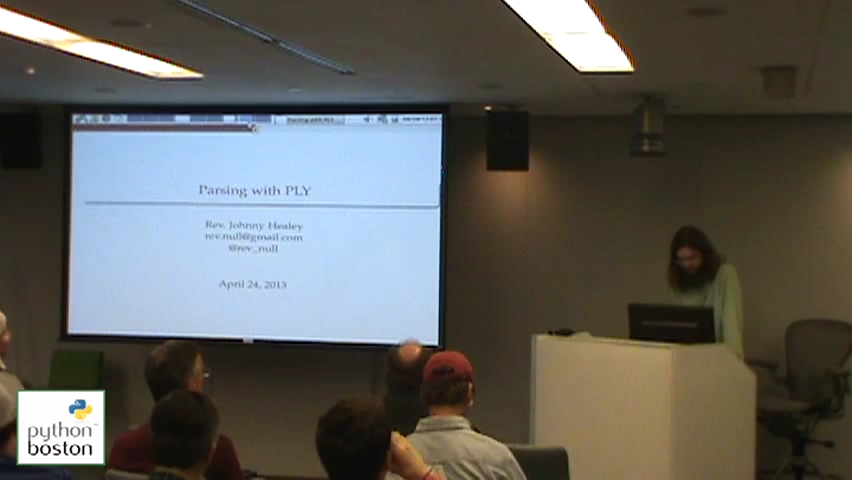 Parsing with PLY
Rev. Johnny Healey
rev.null@gmail.com
@rev_null
April 24, 2013
python
boston